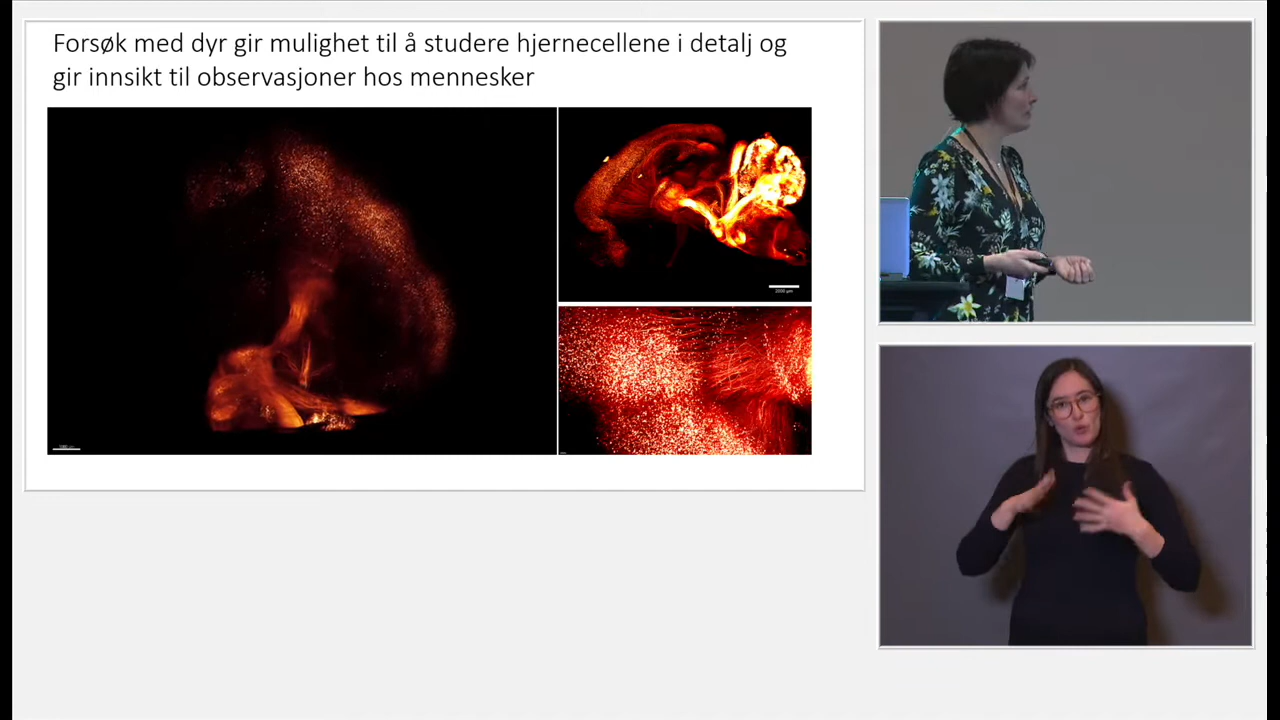 Forsøk med dyr gir mulighet til å studere hjernecellene i detalj og
gir innsikt til observasjoner hos mennesker